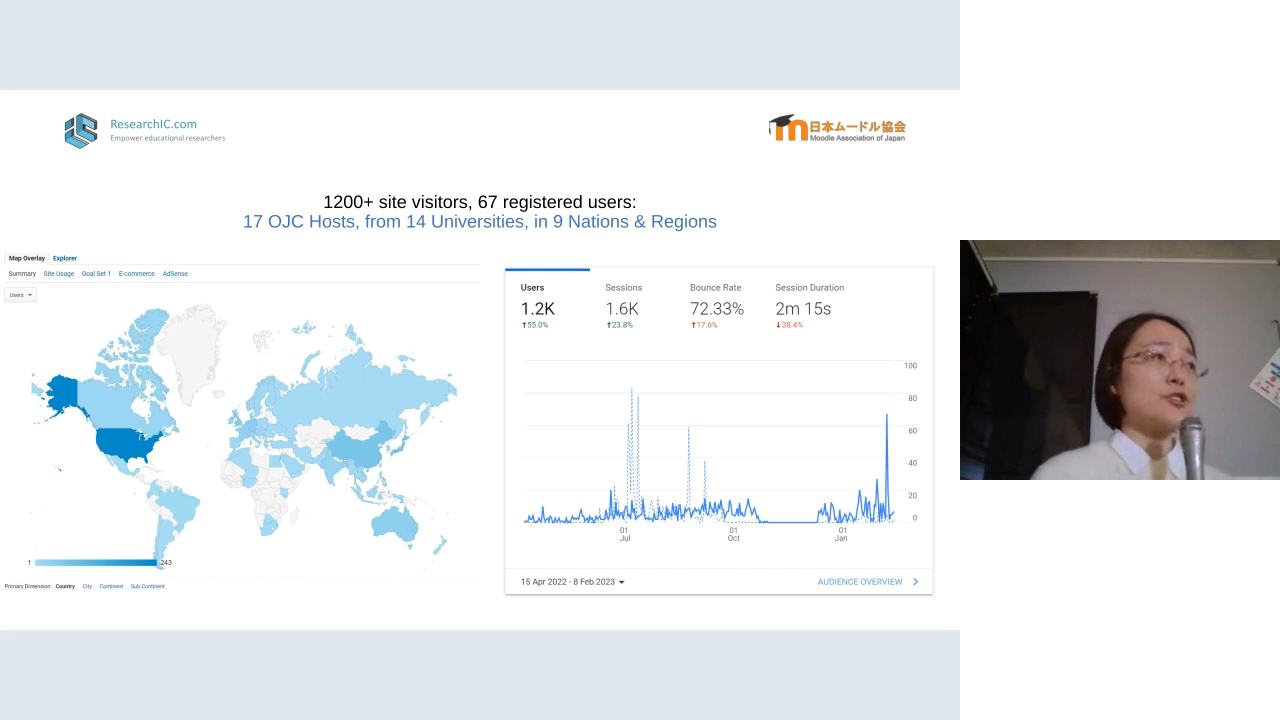 ResearchIC.com
Empower educational researchers
日本ムードル協会
Moodle Association of Japan
1200+ site visitors, 67 registered users:
17 OJC Hosts, from 14 Universities, in 9 Nations & Regions
Map Overlay Explorer
Summary Site Usage Goal Set 1 E-commerce AdSense
Users
1 243
Primary Dimension: Country City Continent Sub Continent
Users Sessions Bounce Rate Session Duration
1.2K 1.6K 72.33% 2m 15s
↑55.0% ↑23.8% ↑17.6% ↓38.4%
100
80
60
40
20
0
01 Jul
01 Oct
01 Jan
15 Apr 2022 - 8 Feb 2023 AUDIENCE OVERVIEW